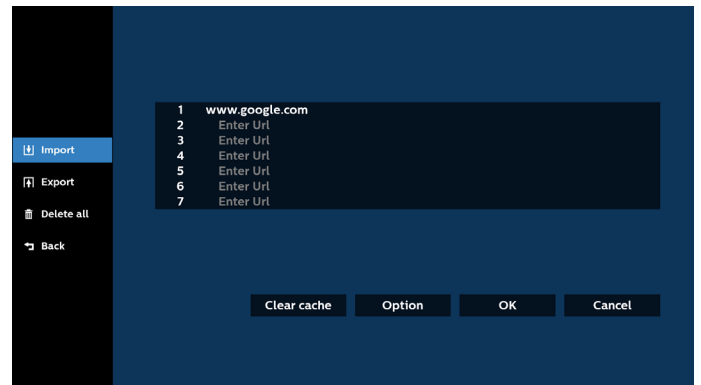 1 www.google.com
2 Enter Url
3 Enter Url
4 Enter Url
5 Enter Url
6 Enter Url
7 Enter Url
Import
Export
Delete all
Back
Clear cache Option OK Cancel